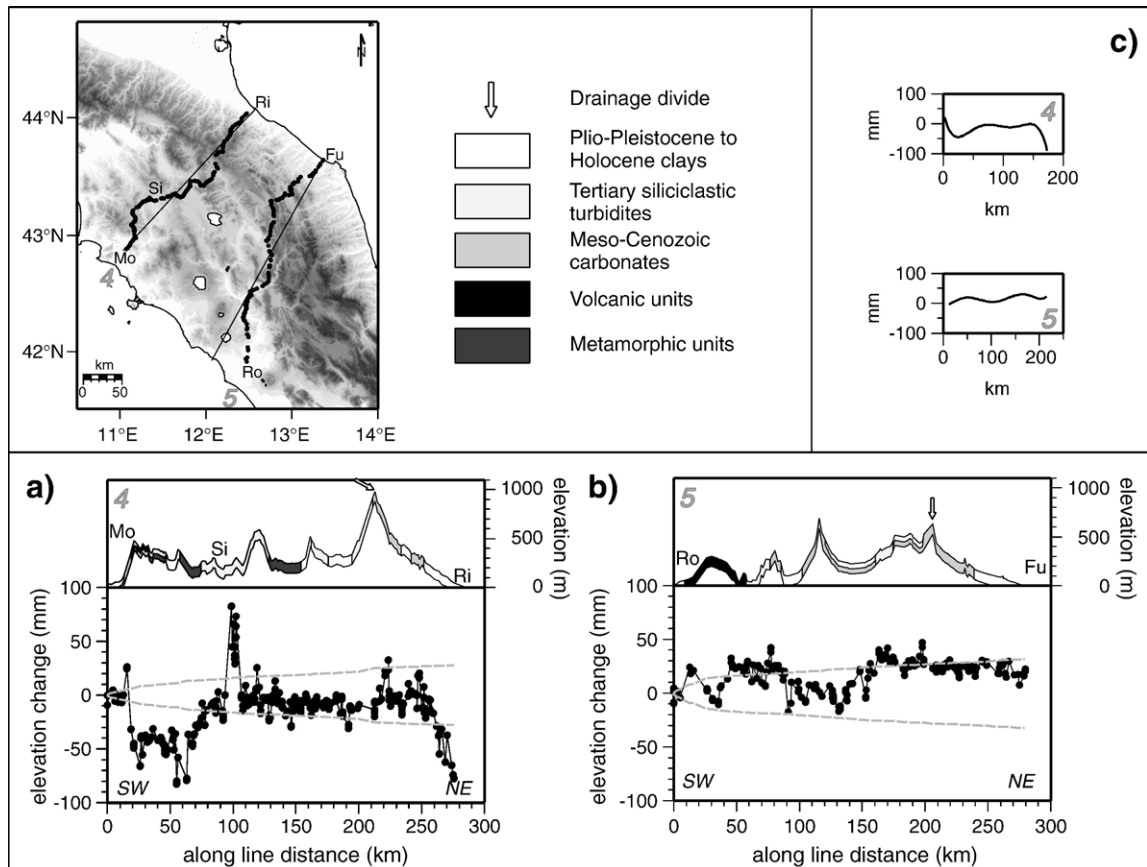 N
44°N
43°N
42°N
Ri
Fu
Si
Mo
4
km
0 50
Ro
5
11°E 12°E 13°E 14°E
Drainage divide
Plio-Pleistocene to
Holocene clays
Tertiary siliciclastic
turbidites
Meso-Cenozoic
carbonates
Volcanic units
Metamorphic units
c)
100
0
-100
mm
4
0 100 200
km
100
0
-100
mm
5
0 100 200
km
a)
4
Mo
Si
Ri
1000
500
0
elevation (m)
100
50
0
-50
-100
elevation change (mm)
SW
NE
0 50 100 150 200 250 300
along line distance (km)
b)
5
Ro
Fu
1000
500
0
elevation (m)
100
50
0
-50
-100
elevation change (mm)
SW
NE
0 50 100 150 200 250 300
along line distance (km)